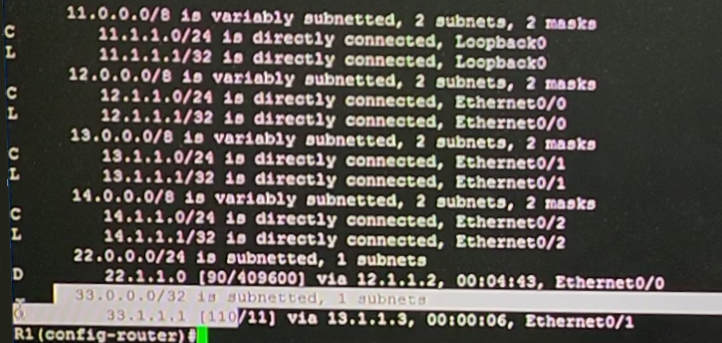 11.0.0.0/8 is variably subnetted, 2 subnets, 2 masks
C 11.1.1.0/24 is directly connected, Loopback0
L 11.1.1.1/32 is directly connected, Loopback0
12.0.0.0/8 is variably subnetted, 2 subnets, 2 masks
C 12.1.1.0/24 is directly connected, Ethernet0/0
L 12.1.1.1/32 is directly connected, Ethernet0/0
13.0.0.0/8 is variably subnetted, 2 subnets, 2 masks
C 13.1.1.0/24 is directly connected, Ethernet0/1
L 13.1.1.1/32 is directly connected, Ethernet0/1
14.0.0.0/8 is variably subnetted, 2 subnets, 2 masks
C 14.1.1.0/24 is directly connected, Ethernet0/2
L 14.1.1.1/32 is directly connected, Ethernet0/2
22.0.0.0/24 is subnetted, 1 subnets
D 22.1.1.0 [90/409600] via 12.1.1.2, 00:04:43, Ethernet0/0
33.0.0.0/32 is subnetted, 1 subnets
O 33.1.1.1 [110/11] via 13.1.1.3, 00:00:06, Ethernet0/1
R1(config-router)#